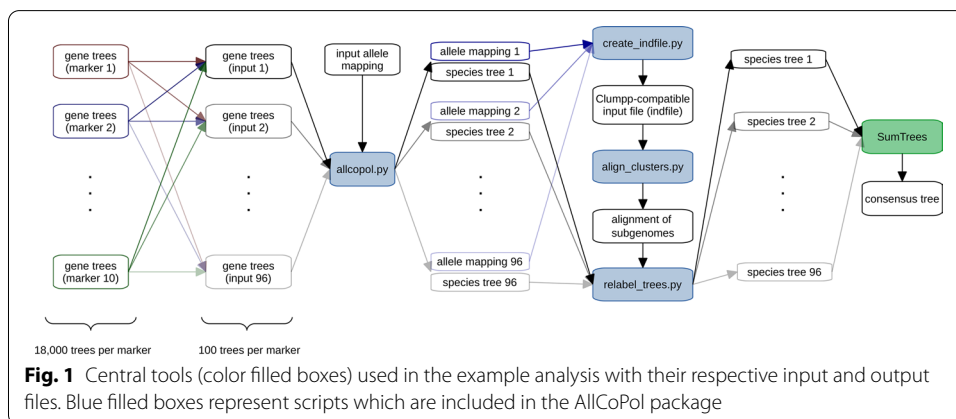 gene trees
(marker 1)
gene trees
(marker 2)
gene trees
(marker 10)
18,000 trees per marker
gene trees
(input 1)
gene trees
(input 2)
gene trees
(input 96)
100 trees per marker
input allele
mapping
allcopol.py
allele mapping 1
species tree 1
allele mapping 2
species tree 2
allele mapping 96
species tree 96
create_indfile.py
Clumpp-compatible
input file (indfile)
align_clusters.py
alignment of
subgenomes
relabel_trees.py
species tree 1
species tree 2
species tree 96
SumTrees
consensus tree
Fig. 1 Central tools (color filled boxes) used in the example analysis with their respective input and output
files. Blue filled boxes represent scripts which are included in the AllCoPol package